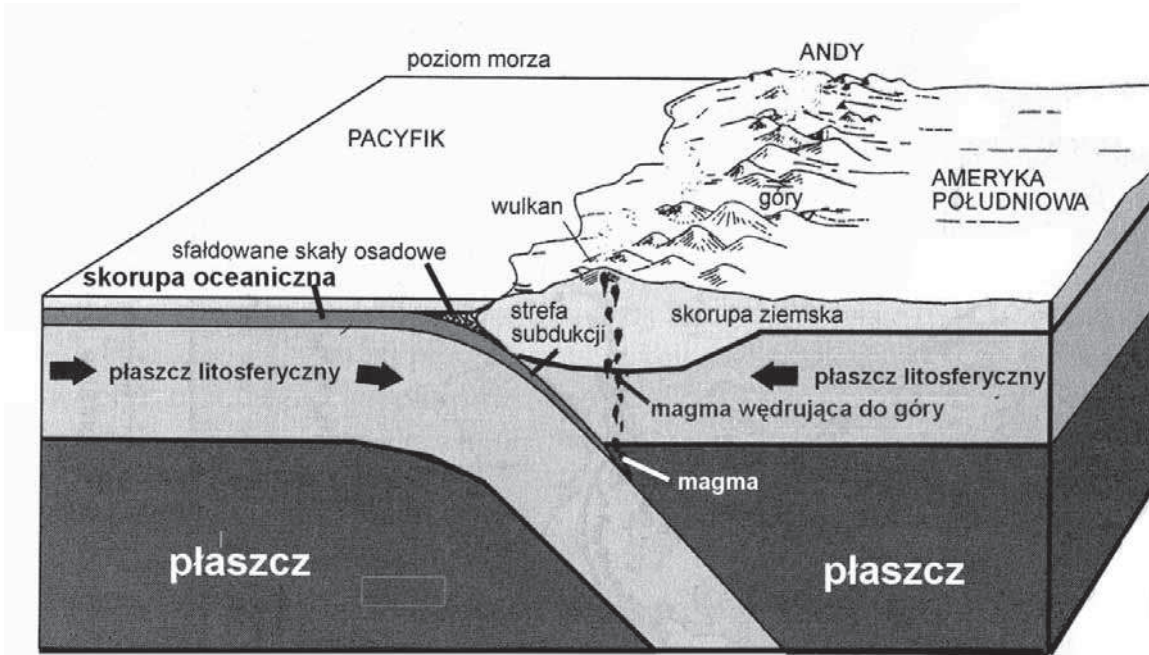 ANDY
poziom morza
PACYFIK
AMERYKA
POŁUDNIOWA
góry
wulkan
sfałdowane skały osadowe
skorupa oceaniczna
strefa
subdukcji
skorupa ziemska
płaszcz litosferyczny
płaszcz litosferyczny
magma wędrująca do góry
magma
płaszcz
płaszcz